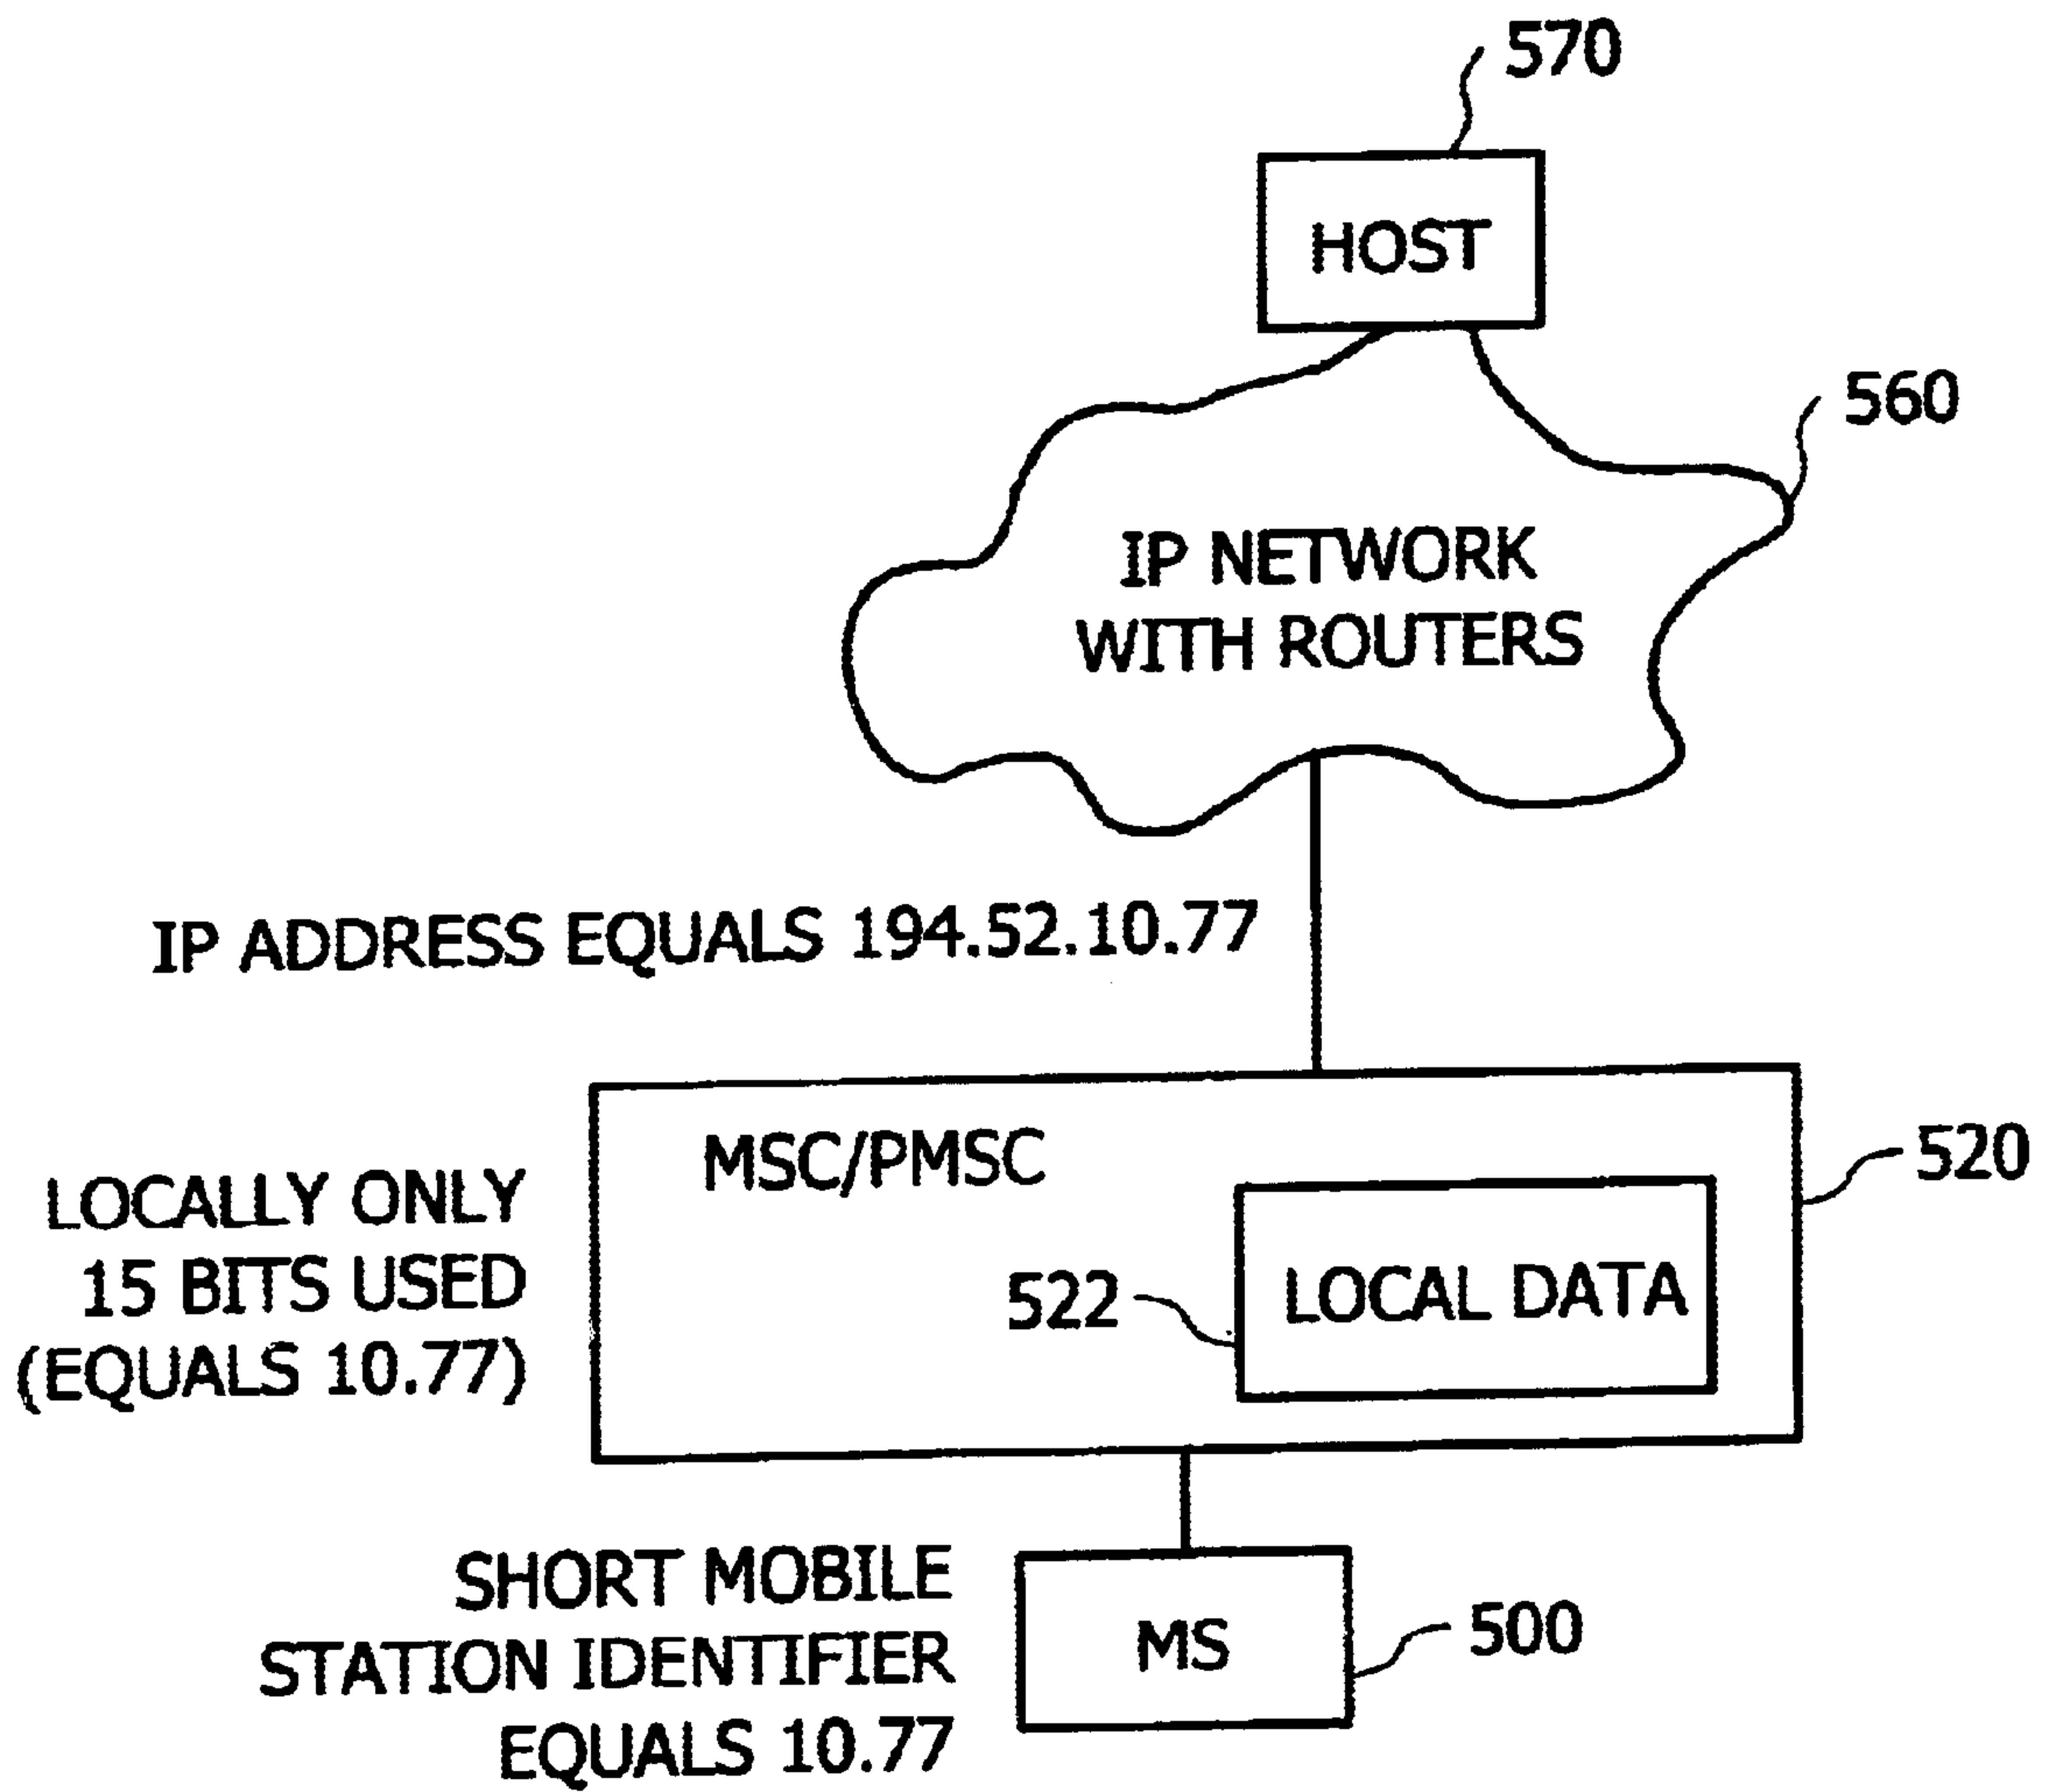 570
HOST
560
IP NETWORK
WITH ROUTERS
IP ADDRESS EQUALS 194.52.10.77
MSC/PMSC
520
LOCALLY ONLY
15 BITS USED
(EQUALS 10.77)
522
LOCAL DATA
SHORT MOBILE
STATION IDENTIFIER
EQUALS 10.77
MS
500